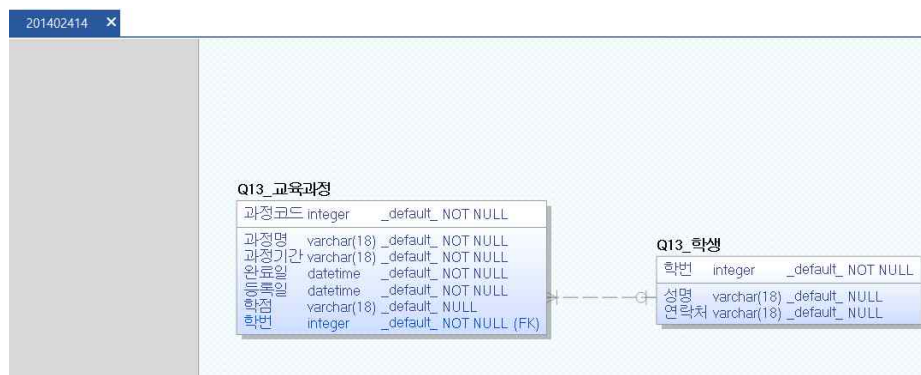 201402414 ×
Q13_교육과정
과정코드 integer _default_ NOT NULL
과정명 varchar(18) _default_ NOT NULL
과정기간 varchar(18) _default_ NOT NULL
완료일 datetime _default_ NOT NULL
등록일 datetime _default_ NOT NULL
학점 varchar(18) _default_ NULL
학번 integer _default_ NOT NULL (FK)
Q13_학생
학번 integer _default_ NOT NULL
성명 varchar(18) _default_ NULL
연락처 varchar(18) _default_ NULL